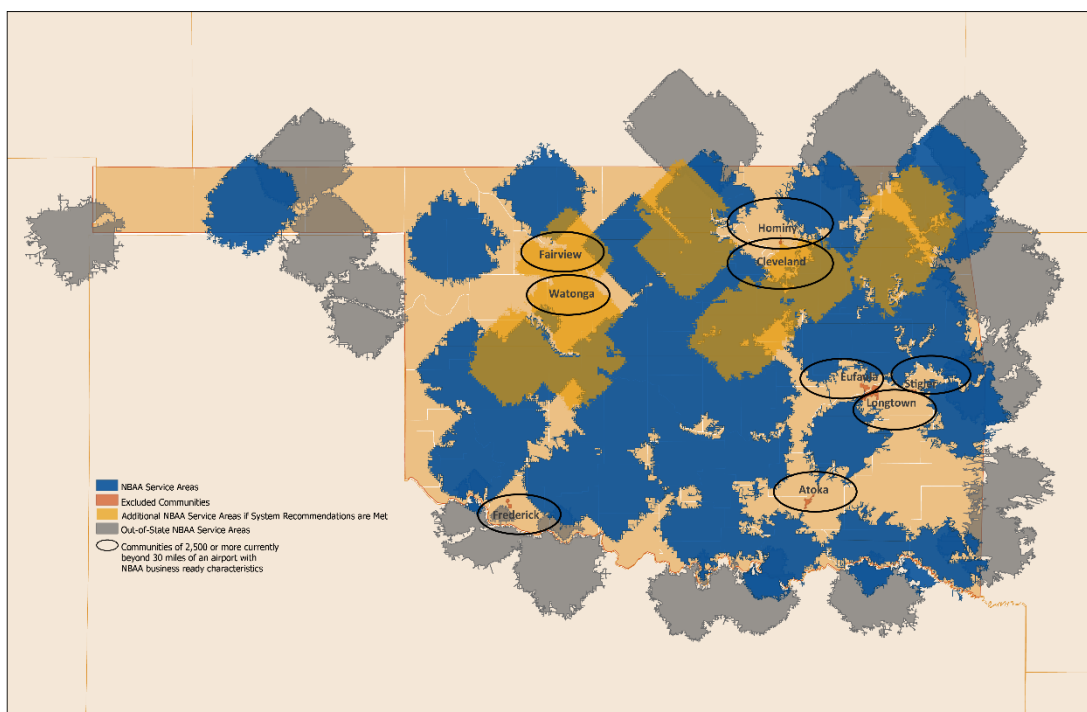 Hominy
Fairview
Cleveland
Watonga
Eufaula
Stigler
Longtown
Atoka
Frederick
NBAA Service Areas
Excluded Communities
Additional NBAA Service Areas if System Recommendations are Met
Out-of-State NBAA Service Areas
Communities of 2,500 or more currently
beyond 30 miles of an airport with
NBAA business ready characteristics